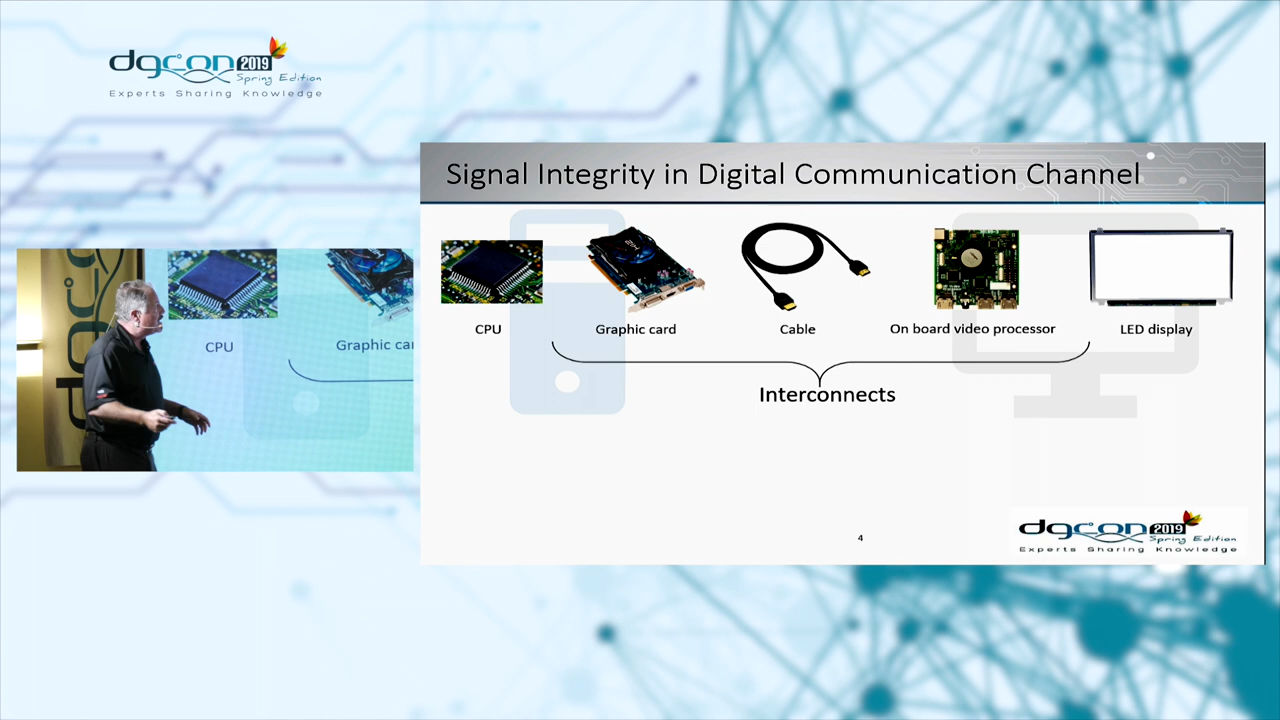 dgcon 2019
Spring Edition
Experts Sharing Knowledge
Signal Integrity in Digital Communication Channel
CPU
Graphic card
Cable
On board video processor
LED display
Interconnects
CPU
Graphic car
4
dgcon 2019
Spring Edition
Experts Sharing Knowledge